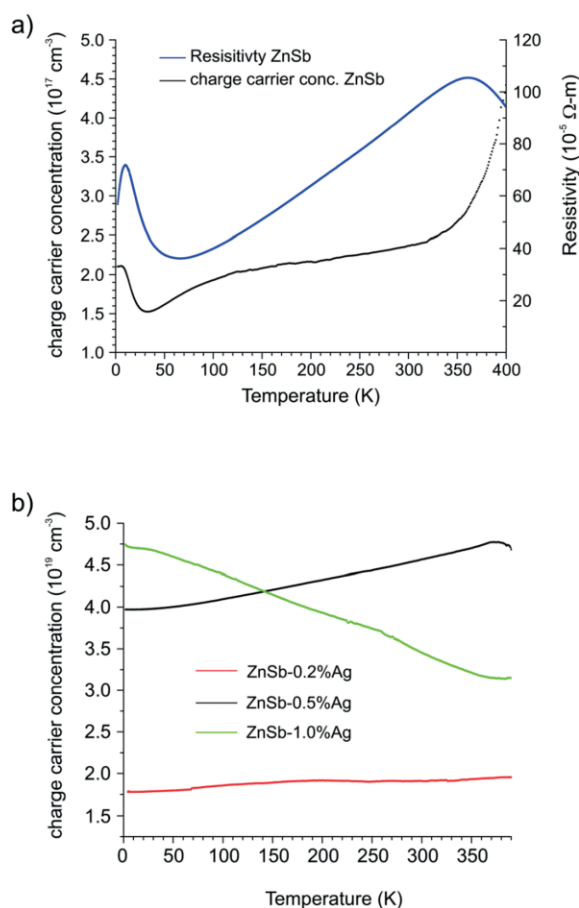 a)
charge carrier concentration (10¹⁷ cm⁻³)
5.0
4.5
4.0
3.5
3.0
2.5
2.0
1.5
1.0
Resisitivty ZnSb
charge carrier conc. ZnSb
120
100
80
60
40
20
Resistivity (10⁻⁵ Ω-m)
0 50 100 150 200 250 300 350 400
Temperature (K)
b)
charge carrier concentration (10¹⁹ cm⁻³)
5.0
4.5
4.0
3.5
3.0
2.0
1.5
ZnSb-0.2%Ag
ZnSb-0.5%Ag
ZnSb-1.0%Ag
0 50 100 150 200 250 300 350
Temperature (K)